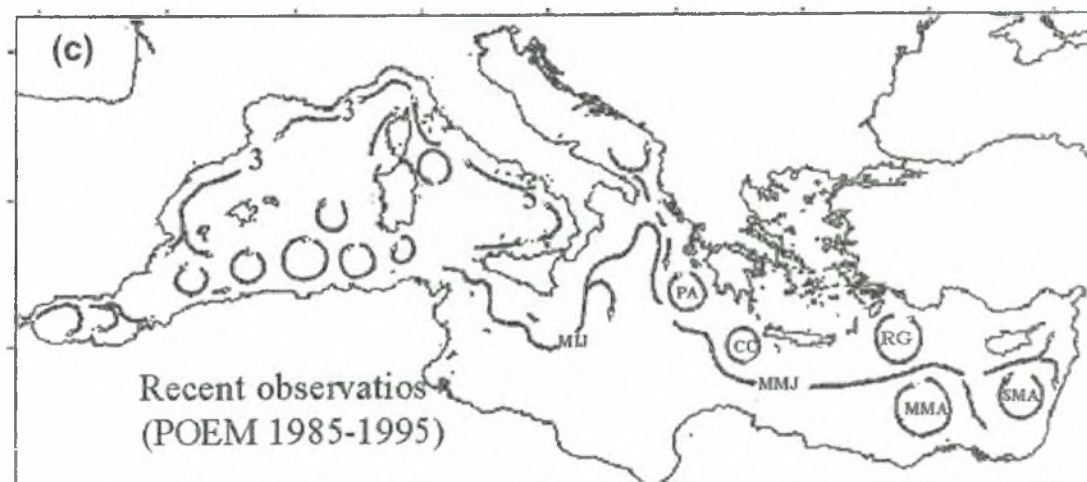 (c)
3
5
MIJ
PA
CC
RG
MMJ
MMA
SMA
Recent observatios
(POEM 1985-1995)